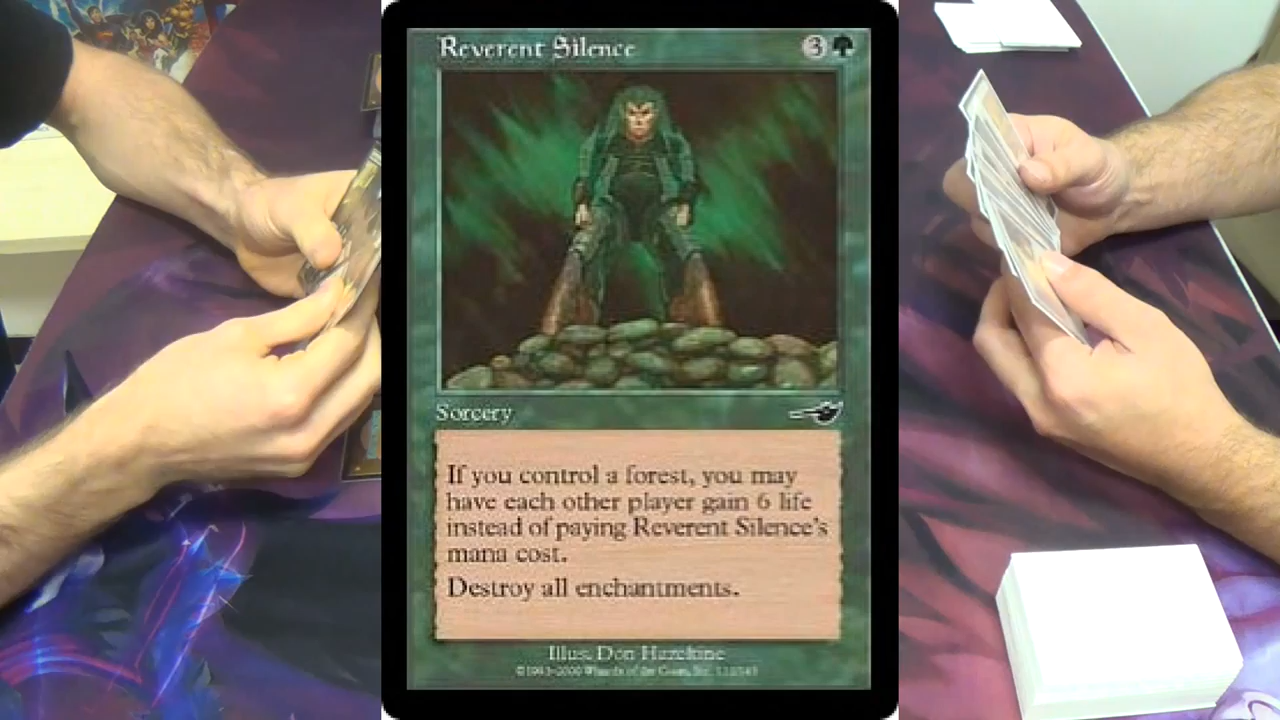 Reverent Silence 3
Sorcery
If you control a forest, you may
have each other player gain 6 life
instead of paying Reverent Silence's
mana cost.
Destroy all enchantments.
Illus. Don Hazeltine